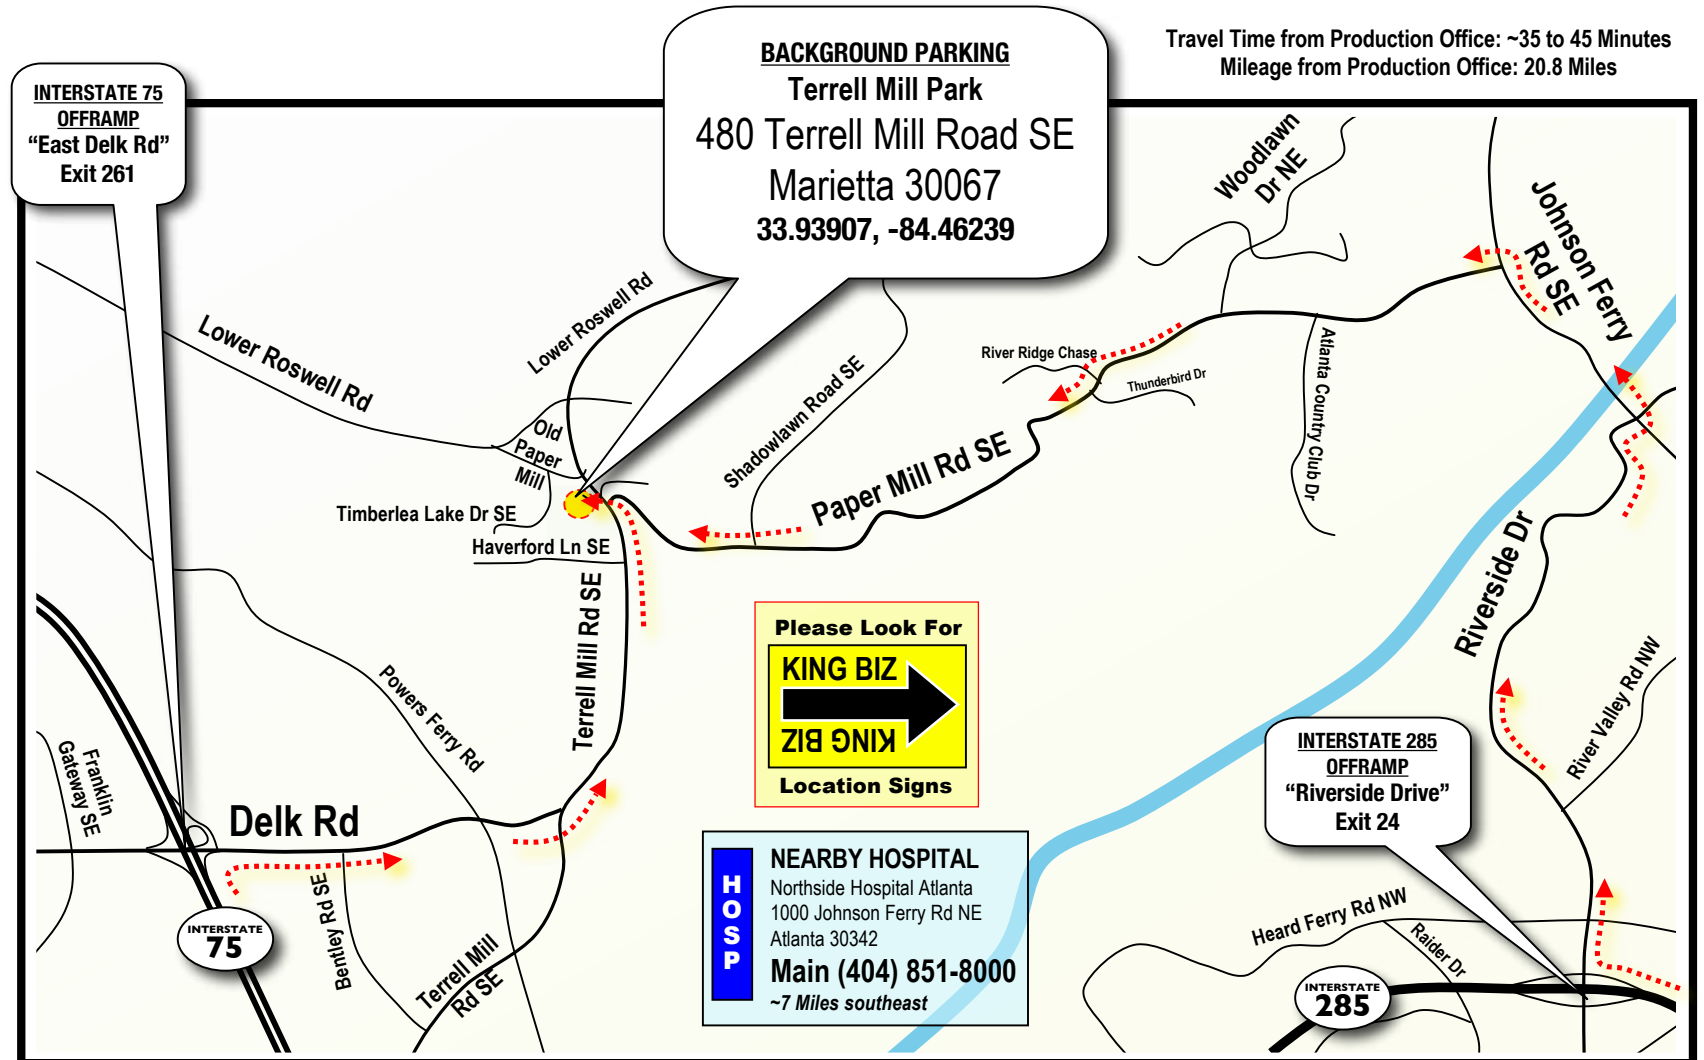 Travel Time from Production Office: ~35 to 45 Minutes
Mileage from Production Office: 20.8 Miles
BACKGROUND PARKING
Terrell Mill Park
480 Terrell Mill Road SE
Marietta 30067
33.93907, -84.46239
INTERSTATE 75
OFFRAMP
“East Delk Rd”
Exit 261
Woodlawn
Dr NE
Johnson Ferry
Rd SE
Lower Roswell Rd
Lower Roswell Rd
Shadowlawn Road SE
River Ridge Chase
Thunderbird Dr
Atlanta Country Club Dr
Old
Paper
Mill
Paper Mill Rd SE
Timberlea Lake Dr SE
Haverford Ln SE
Terrell Mill Rd SE
Riverside Dr
River Valley Rd NW
Powers Ferry Rd
Franklin
Gateway SE
Delk Rd
Please Look For
KING BIZ
KING BIZ
Location Signs
INTERSTATE 285
OFFRAMP
“Riverside Drive”
Exit 24
HOSP
NEARBY HOSPITAL
Northside Hospital Atlanta
1000 Johnson Ferry Rd NE
Atlanta 30342
Main (404) 851-8000
~7 Miles southeast
INTERSTATE
75
Bentley Rd SE
Terrell Mill
Rd SE
Heard Ferry Rd NW
Raider Dr
INTERSTATE
285